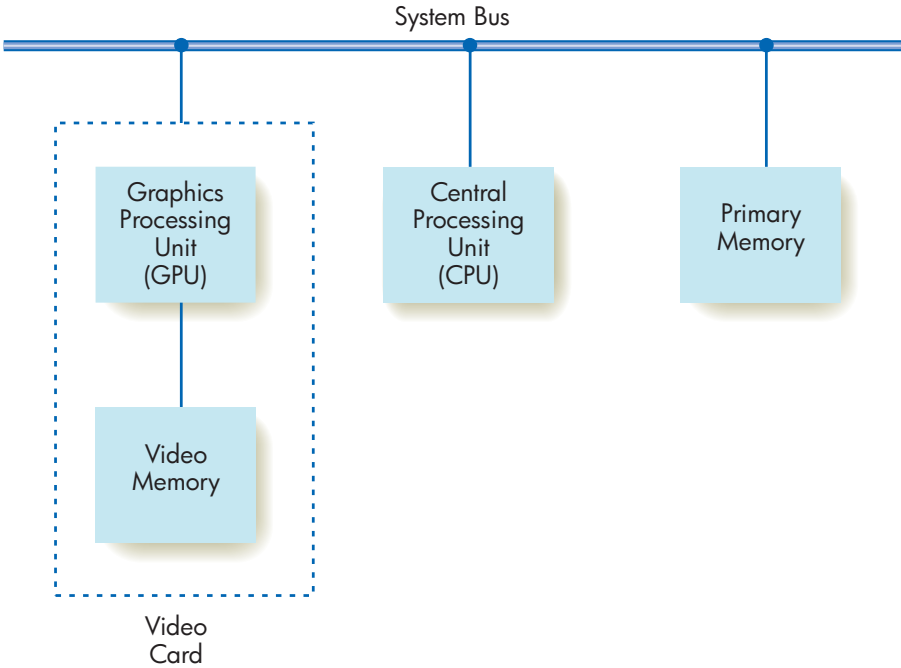 System Bus
Graphics
Processing
Unit
(GPU)
Central
Processing
Unit
(CPU)
Primary
Memory
Video
Memory
Video
Card